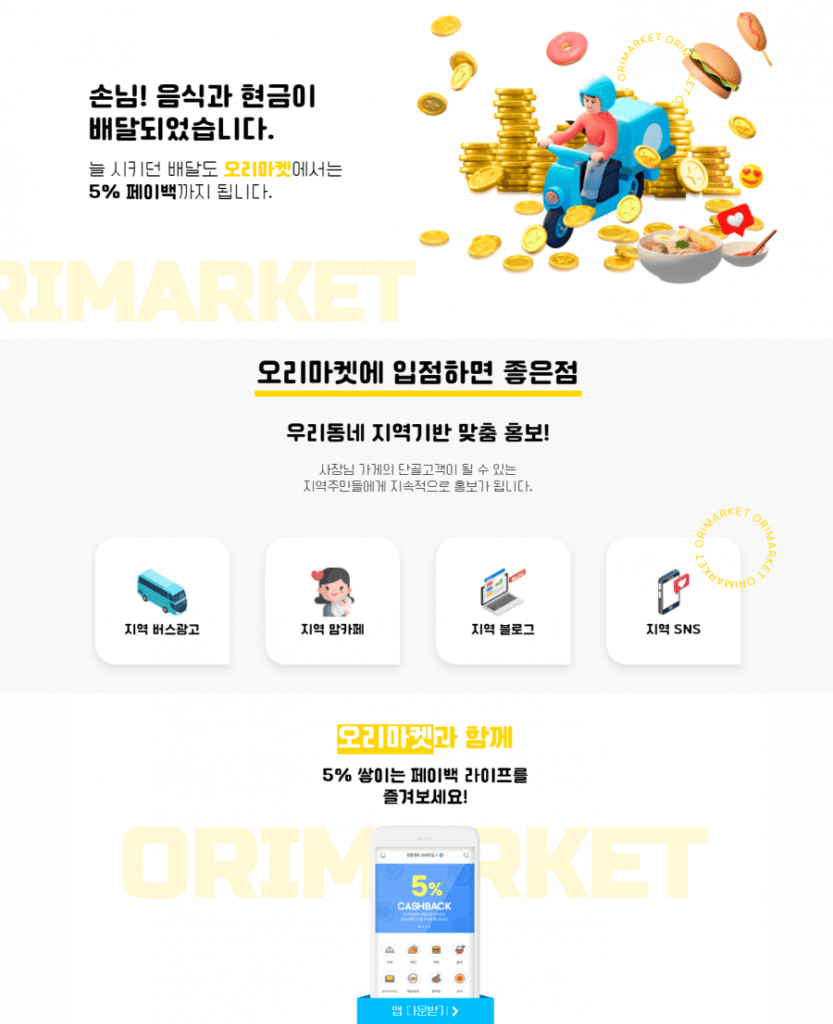 손님! 음식과 현금이
배달되었습니다.
늘 시키던 배달도 오리마켓에서는
5% 페이백까지 됩니다.
ORIMARKET ORIMARKET O
RIMARKET
오리마켓에 입점하면 좋은점
우리동네 지역기반 맞춤 홍보!
사장님 가게의 단골고객이 될 수 있는
지역주민들에게 지속적으로 홍보가 됩니다.
ORIMARKET ORIMARKET ORIMARKET
지역 버스광고
지역 맘카페
지역 블로그
지역 SNS
오리마켓과 함께
5% 쌓이는 페이백 라이프를
즐겨보세요!
ORIM RKET
5%
CASHBACK
앱 다운받기